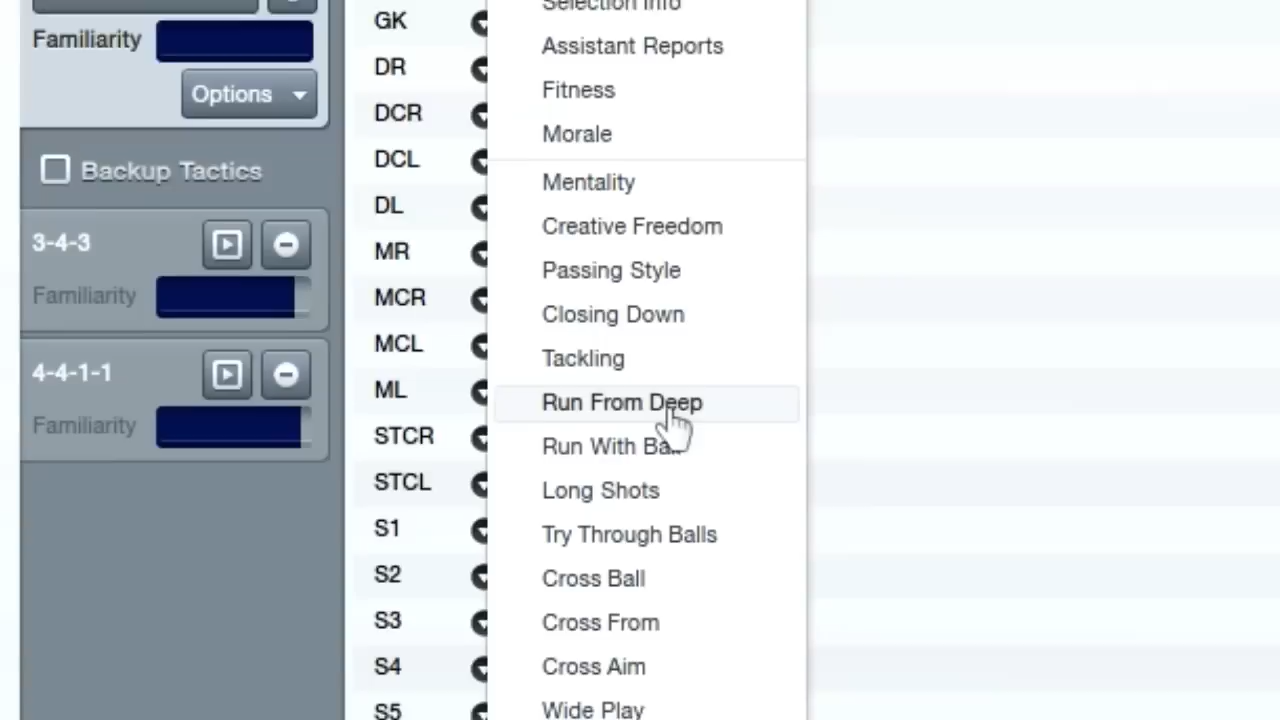 Familiarity
Options
Backup Tactics
3-4-3
Familiarity
4-4-1-1
Familiarity
GK
DR
DCR
DCL
DL
MR
MCR
MCL
ML
STCR
STCL
S1
S2
S3
S4
S5
Selection Info
Assistant Reports
Fitness
Morale
Mentality
Creative Freedom
Passing Style
Closing Down
Tackling
Run From Deep
Run With Ball
Long Shots
Try Through Balls
Cross Ball
Cross From
Cross Aim
Wide Play